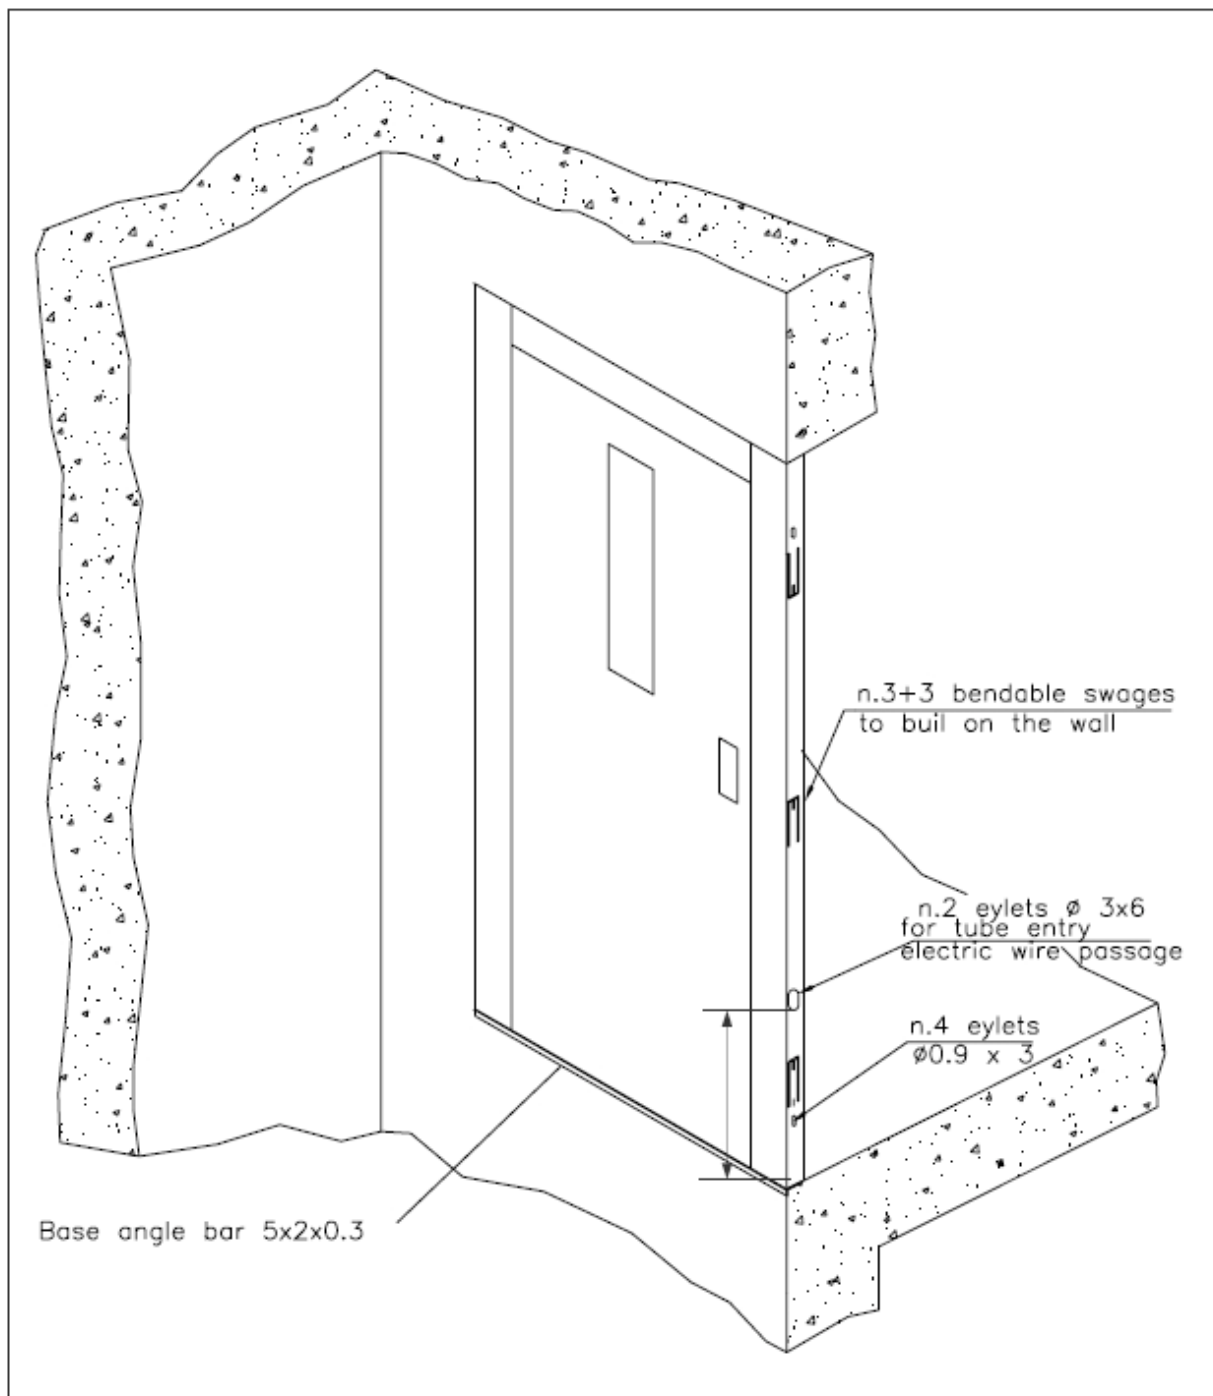 n.3+3 bendable swages
to buil on the wall
n.2 eylets ø 3x6
for tube entry
electric wire passage
n.4 eylets
ø0.9 x 3
Base angle bar 5x2x0.3